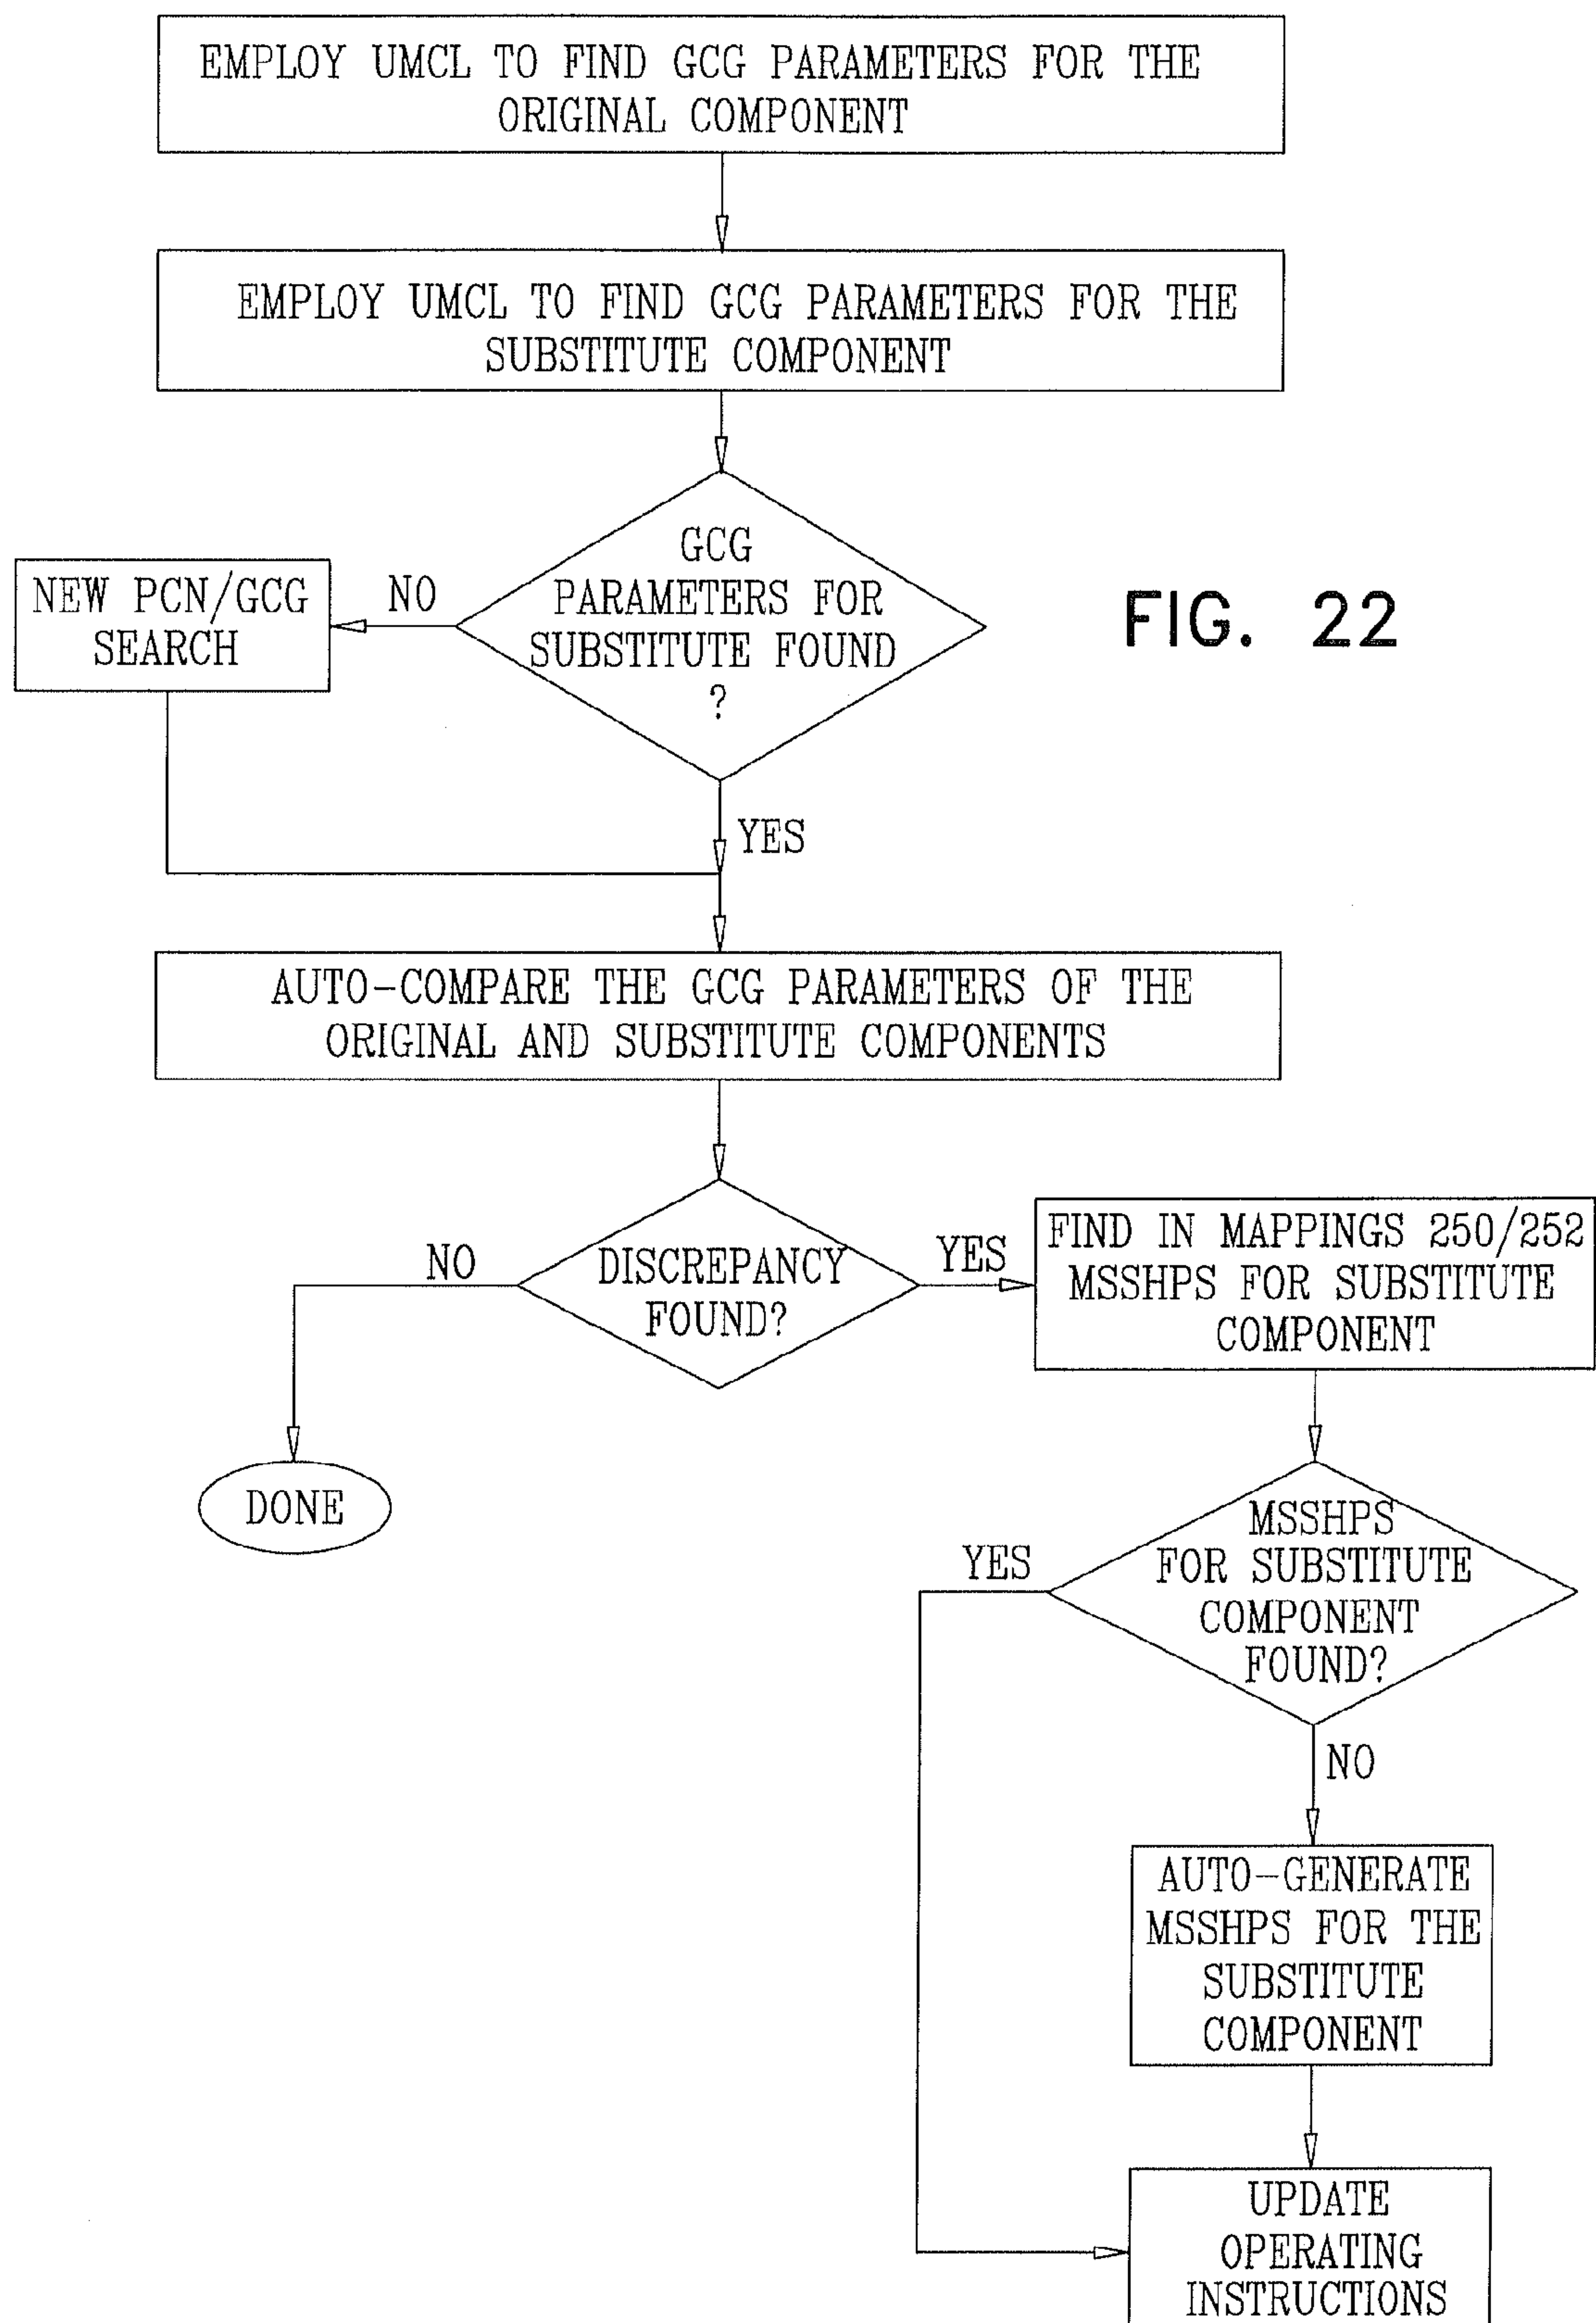 EMPLOY UMCL TO FIND GCG PARAMETERS FOR THE
ORIGINAL COMPONENT
EMPLOY UMCL TO FIND GCG PARAMETERS FOR THE
SUBSTITUTE COMPONENT
GCG
PARAMETERS FOR
SUBSTITUTE FOUND
?
NO
NEW PCN/GCG
SEARCH
FIG. 22
YES
AUTO-COMPARE THE GCG PARAMETERS OF THE
ORIGINAL AND SUBSTITUTE COMPONENTS
DISCREPANCY
FOUND?
NO
YES
FIND IN MAPPINGS 250/252
MSSHPS FOR SUBSTITUTE
COMPONENT
DONE
MSSHPS
FOR SUBSTITUTE
COMPONENT
FOUND?
YES
NO
AUTO-GENERATE
MSSHPS FOR THE
SUBSTITUTE
COMPONENT
UPDATE
OPERATING
INSTRUCTIONS